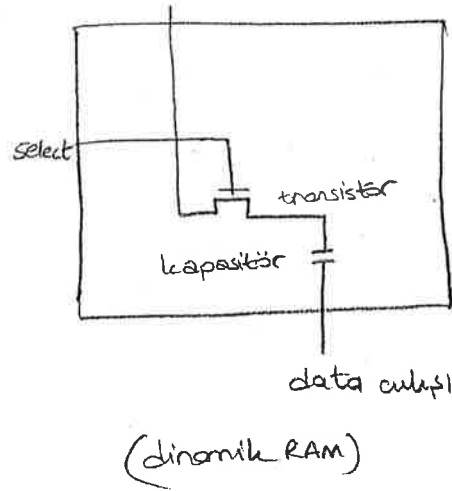 select
transistör
kapasitör
data çıkışı
(dinamik RAM)